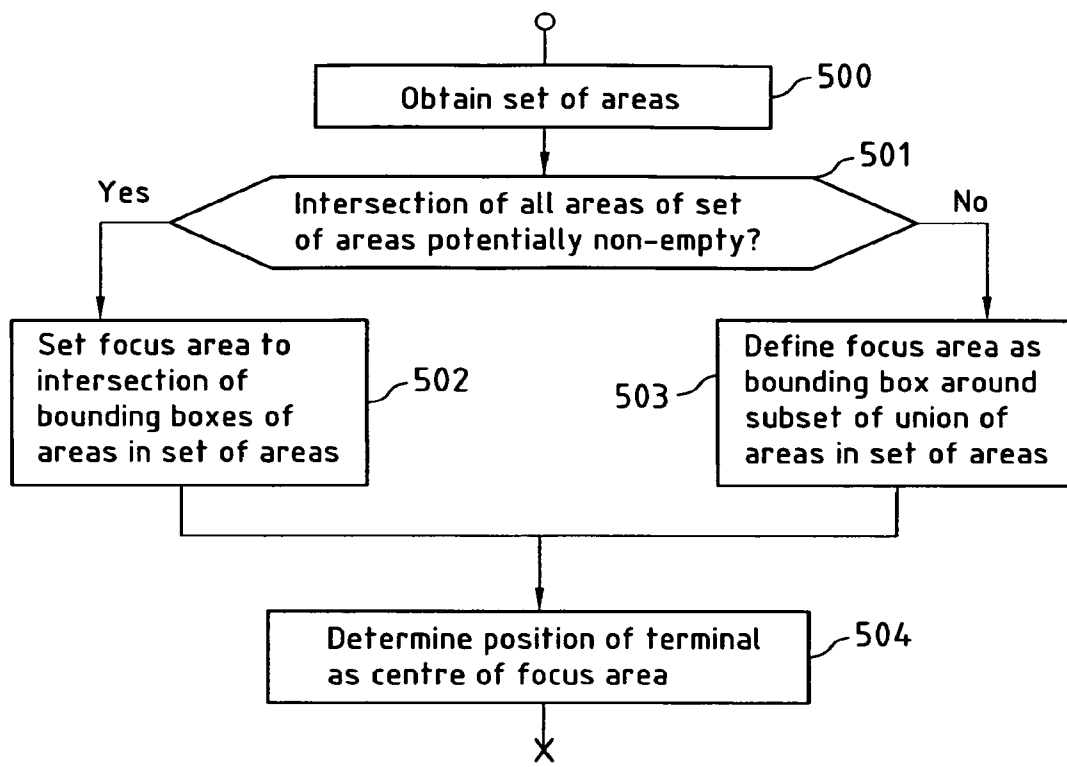 Obtain set of areas
500
501
Yes
Intersection of all areas of set
of areas potentially non-empty?
No
Set focus area to
intersection of
bounding boxes of
areas in set of areas
502
503
Define focus area as
bounding box around
subset of union of
areas in set of areas
Determine position of terminal
as centre of focus area
504